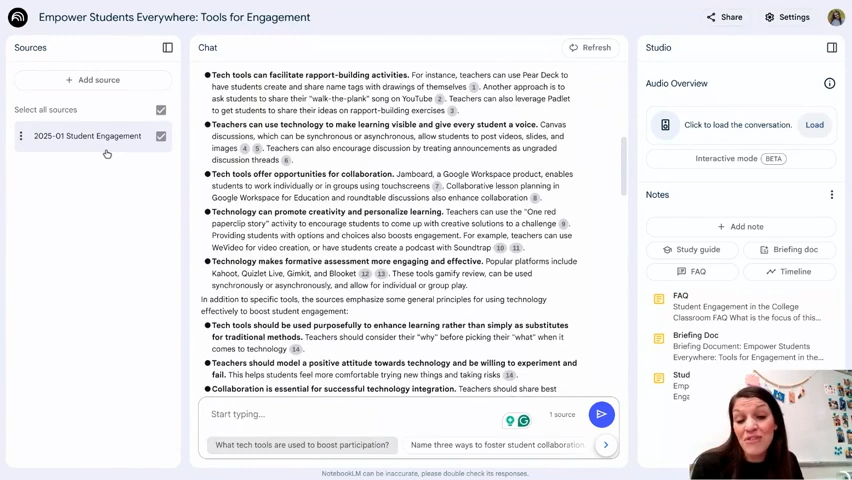 Empower Students Everywhere: Tools for Engagement
Share
Settings
Sources
Add source
Select all sources
2025-01 Student Engagement
Chat
Refresh
Tech tools can facilitate rapport-building activities. For instance, teachers can use Pear Deck to
have students create and share name tags with drawings of themselves 1 . Another approach is to
ask students to share their "walk-the-plank" song on YouTube 2 . Teachers can also leverage Padlet
to get students to share their ideas on rapport-building exercises 3 .
Teachers can use technology to make learning visible and give every student a voice. Canvas
discussions, which can be synchronous or asynchronous, allow students to post videos, slides, and
images 4 5 . Teachers can also encourage discussion by treating announcements as ungraded
discussion threads 6 .
Tech tools offer opportunities for collaboration. Jamboard, a Google Workspace product, enables
students to work individually or in groups using touchscreens 7 . Collaborative lesson planning in
Google Workspace for Education and roundtable discussions also enhance collaboration 8 .
Technology can promote creativity and personalize learning. Teachers can use the "One red
paperclip story" activity to encourage students to come up with creative solutions to a challenge 9 .
Providing students with options and choices also boosts engagement. For example, teachers can use
WeVideo for video creation, or have students create a podcast with Soundtrap 10 11 .
Technology makes formative assessment more engaging and effective. Popular platforms include
Kahoot, Quizlet Live, Gimkit, and Blooket 12 13 . These tools gamify review, can be used
synchronously or asynchronously, and allow for individual or group play.
In addition to specific tools, the sources emphasize some general principles for using technology
effectively to boost student engagement:
Tech tools should be used purposefully to enhance learning rather than simply as substitutes
for traditional methods. Teachers should consider their "why" before picking their "what" when it
comes to technology 14 .
Teachers should model a positive attitude towards technology and be willing to experiment and
fail. This helps students feel more comfortable trying new things and taking risks 14 .
Collaboration is essential for successful technology integration. Teachers should share best
Start typing...
1 source
What tech tools are used to boost participation?
Name three ways to foster student collaboration.
NotebookLM can be inaccurate, please double check its responses.
Studio
Audio Overview
Click to load the conversation.
Load
Interactive mode BETA
Notes
Add note
Study guide
Briefing doc
FAQ
Timeline
FAQ
Student Engagement in the College
Classroom FAQ What is the focus of this...
Briefing Doc
Briefing Document: Empower Students
Everywhere: Tools for Engagement in the...
Stud
Emp
Enga